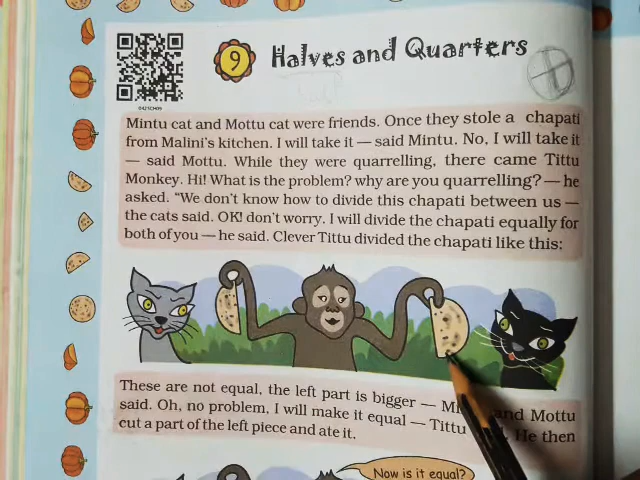 9 Halves and Quarters
Mintu cat and Mottu cat were friends. Once they stole a chapati
from Malini's kitchen. I will take it — said Mintu. No, I will take it
— said Mottu. While they were quarrelling, there came Tittu
Monkey. Hi! What is the problem? why are you quarrelling? — he
asked. "We don't know how to divide this chapati between us —
the cats said. OK! don't worry. I will divide the chapati equally for
both of you — he said. Clever Tittu divided the chapati like this:
These are not equal, the left part is bigger — and Mottu
said. Oh, no problem, I will make it equal — Tittu He then
cut a part of the left piece and ate it.
Now is it equal?